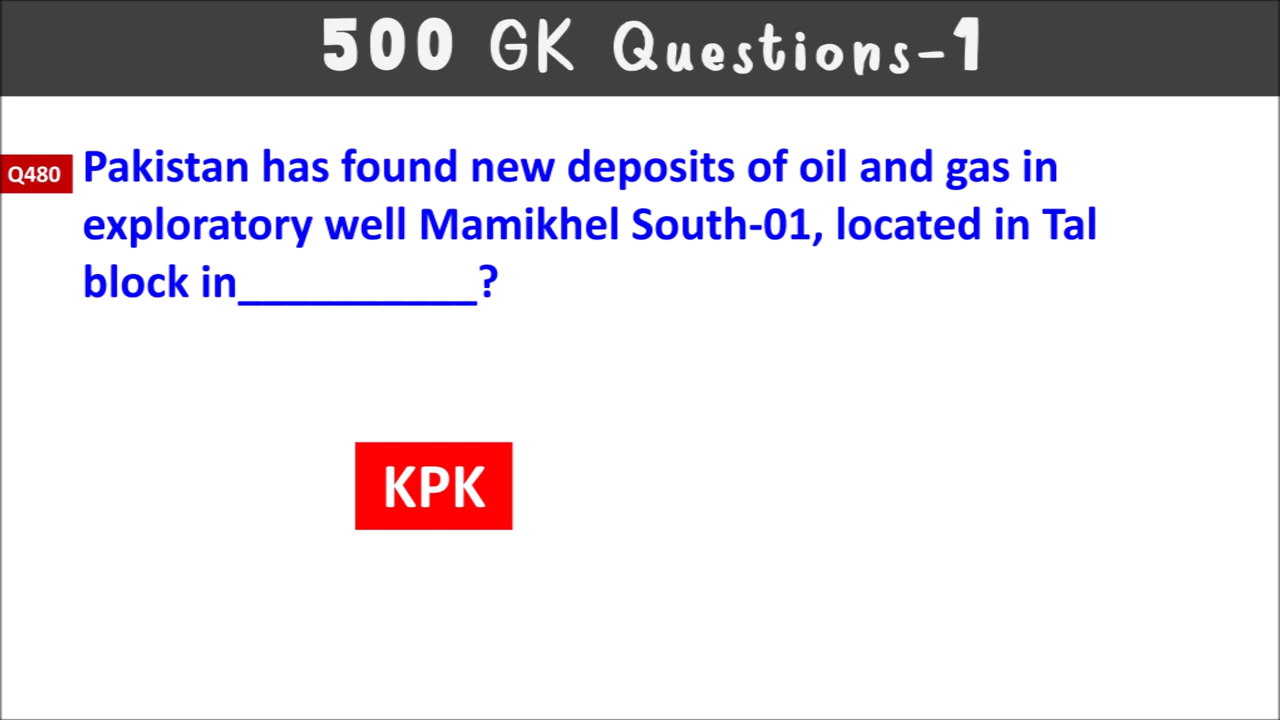 500 GK Questions-1
Q480 Pakistan has found new deposits of oil and gas in
exploratory well Mamikhel South-01, located in Tal
block in__________?
KPK